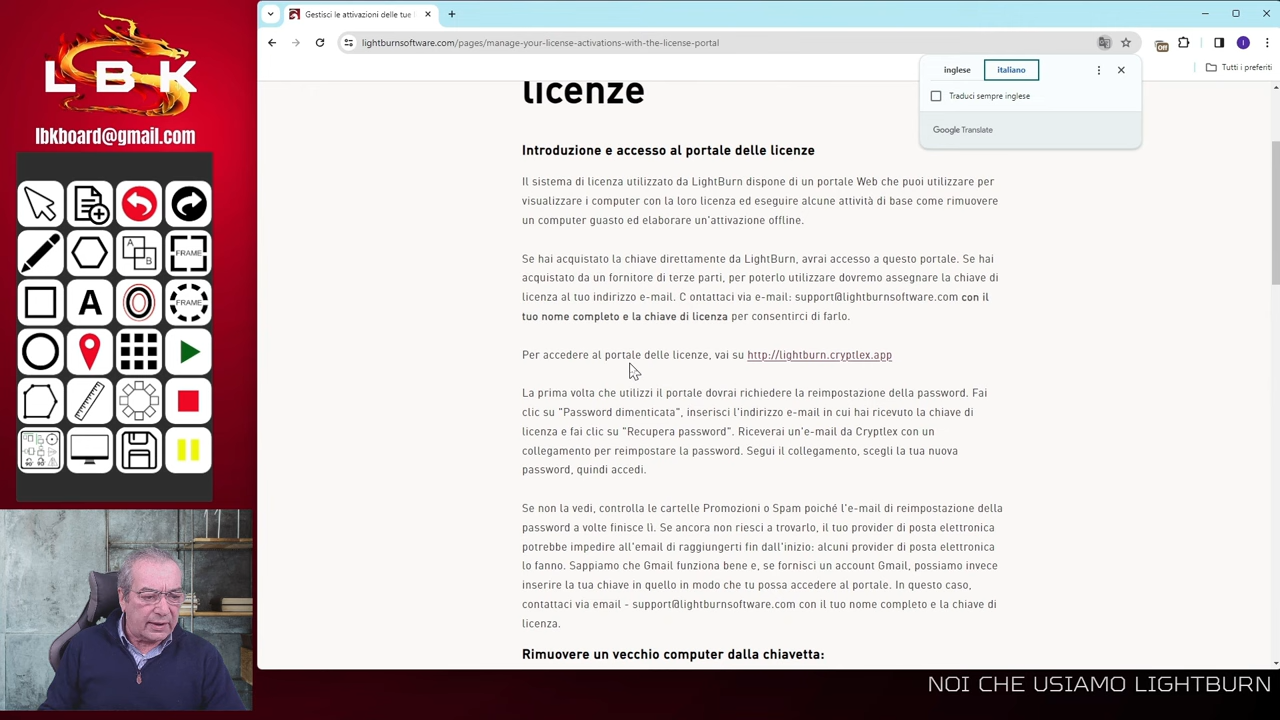 LBK
lbkboard@gmail.com
A
B
FRAME
A
FRAME
Gestisci le attivazioni delle tue l
lightburnsoftware.com/pages/manage-your-license-activations-with-the-license-portal
Off
I
Tutti i preferiti
inglese
italiano
Traduci sempre inglese
Google Translate
licenze
Introduzione e accesso al portale delle licenze
Il sistema di licenza utilizzato da LightBurn dispone di un portale Web che puoi utilizzare per
visualizzare i computer con la loro licenza ed eseguire alcune attività di base come rimuovere
un computer guasto ed elaborare un'attivazione offline.
Se hai acquistato la chiave direttamente da LightBurn, avrai accesso a questo portale. Se hai
acquistato da un fornitore di terze parti, per poterlo utilizzare dovremo assegnare la chiave di
licenza al tuo indirizzo e-mail. C ontattaci via e-mail: support@lightburnsoftware.com con il
tuo nome completo e la chiave di licenza per consentirci di farlo.
Per accedere al portale delle licenze, vai su http://lightburn.cryptlex.app
La prima volta che utilizzi il portale dovrai richiedere la reimpostazione della password. Fai
clic su "Password dimenticata", inserisci l'indirizzo e-mail in cui hai ricevuto la chiave di
licenza e fai clic su "Recupera password". Riceverai un'e-mail da Cryptlex con un
collegamento per reimpostare la password. Segui il collegamento, scegli la tua nuova
password, quindi accedi.
Se non la vedi, controlla le cartelle Promozioni o Spam poiché l'e-mail di reimpostazione della
password a volte finisce lì. Se ancora non riesci a trovarlo, il tuo provider di posta elettronica
potrebbe impedire all'email di raggiungerti fin dall'inizio: alcuni provider di posta elettronica
lo fanno. Sappiamo che Gmail funziona bene e, se fornisci un account Gmail, possiamo invece
inserire la tua chiave in quello in modo che tu possa accedere al portale. In questo caso,
contattaci via email - support@lightburnsoftware.com con il tuo nome completo e la chiave di
licenza.
Rimuovere un vecchio computer dalla chiavetta:
NOI CHE USIAMO LIGHTBURN